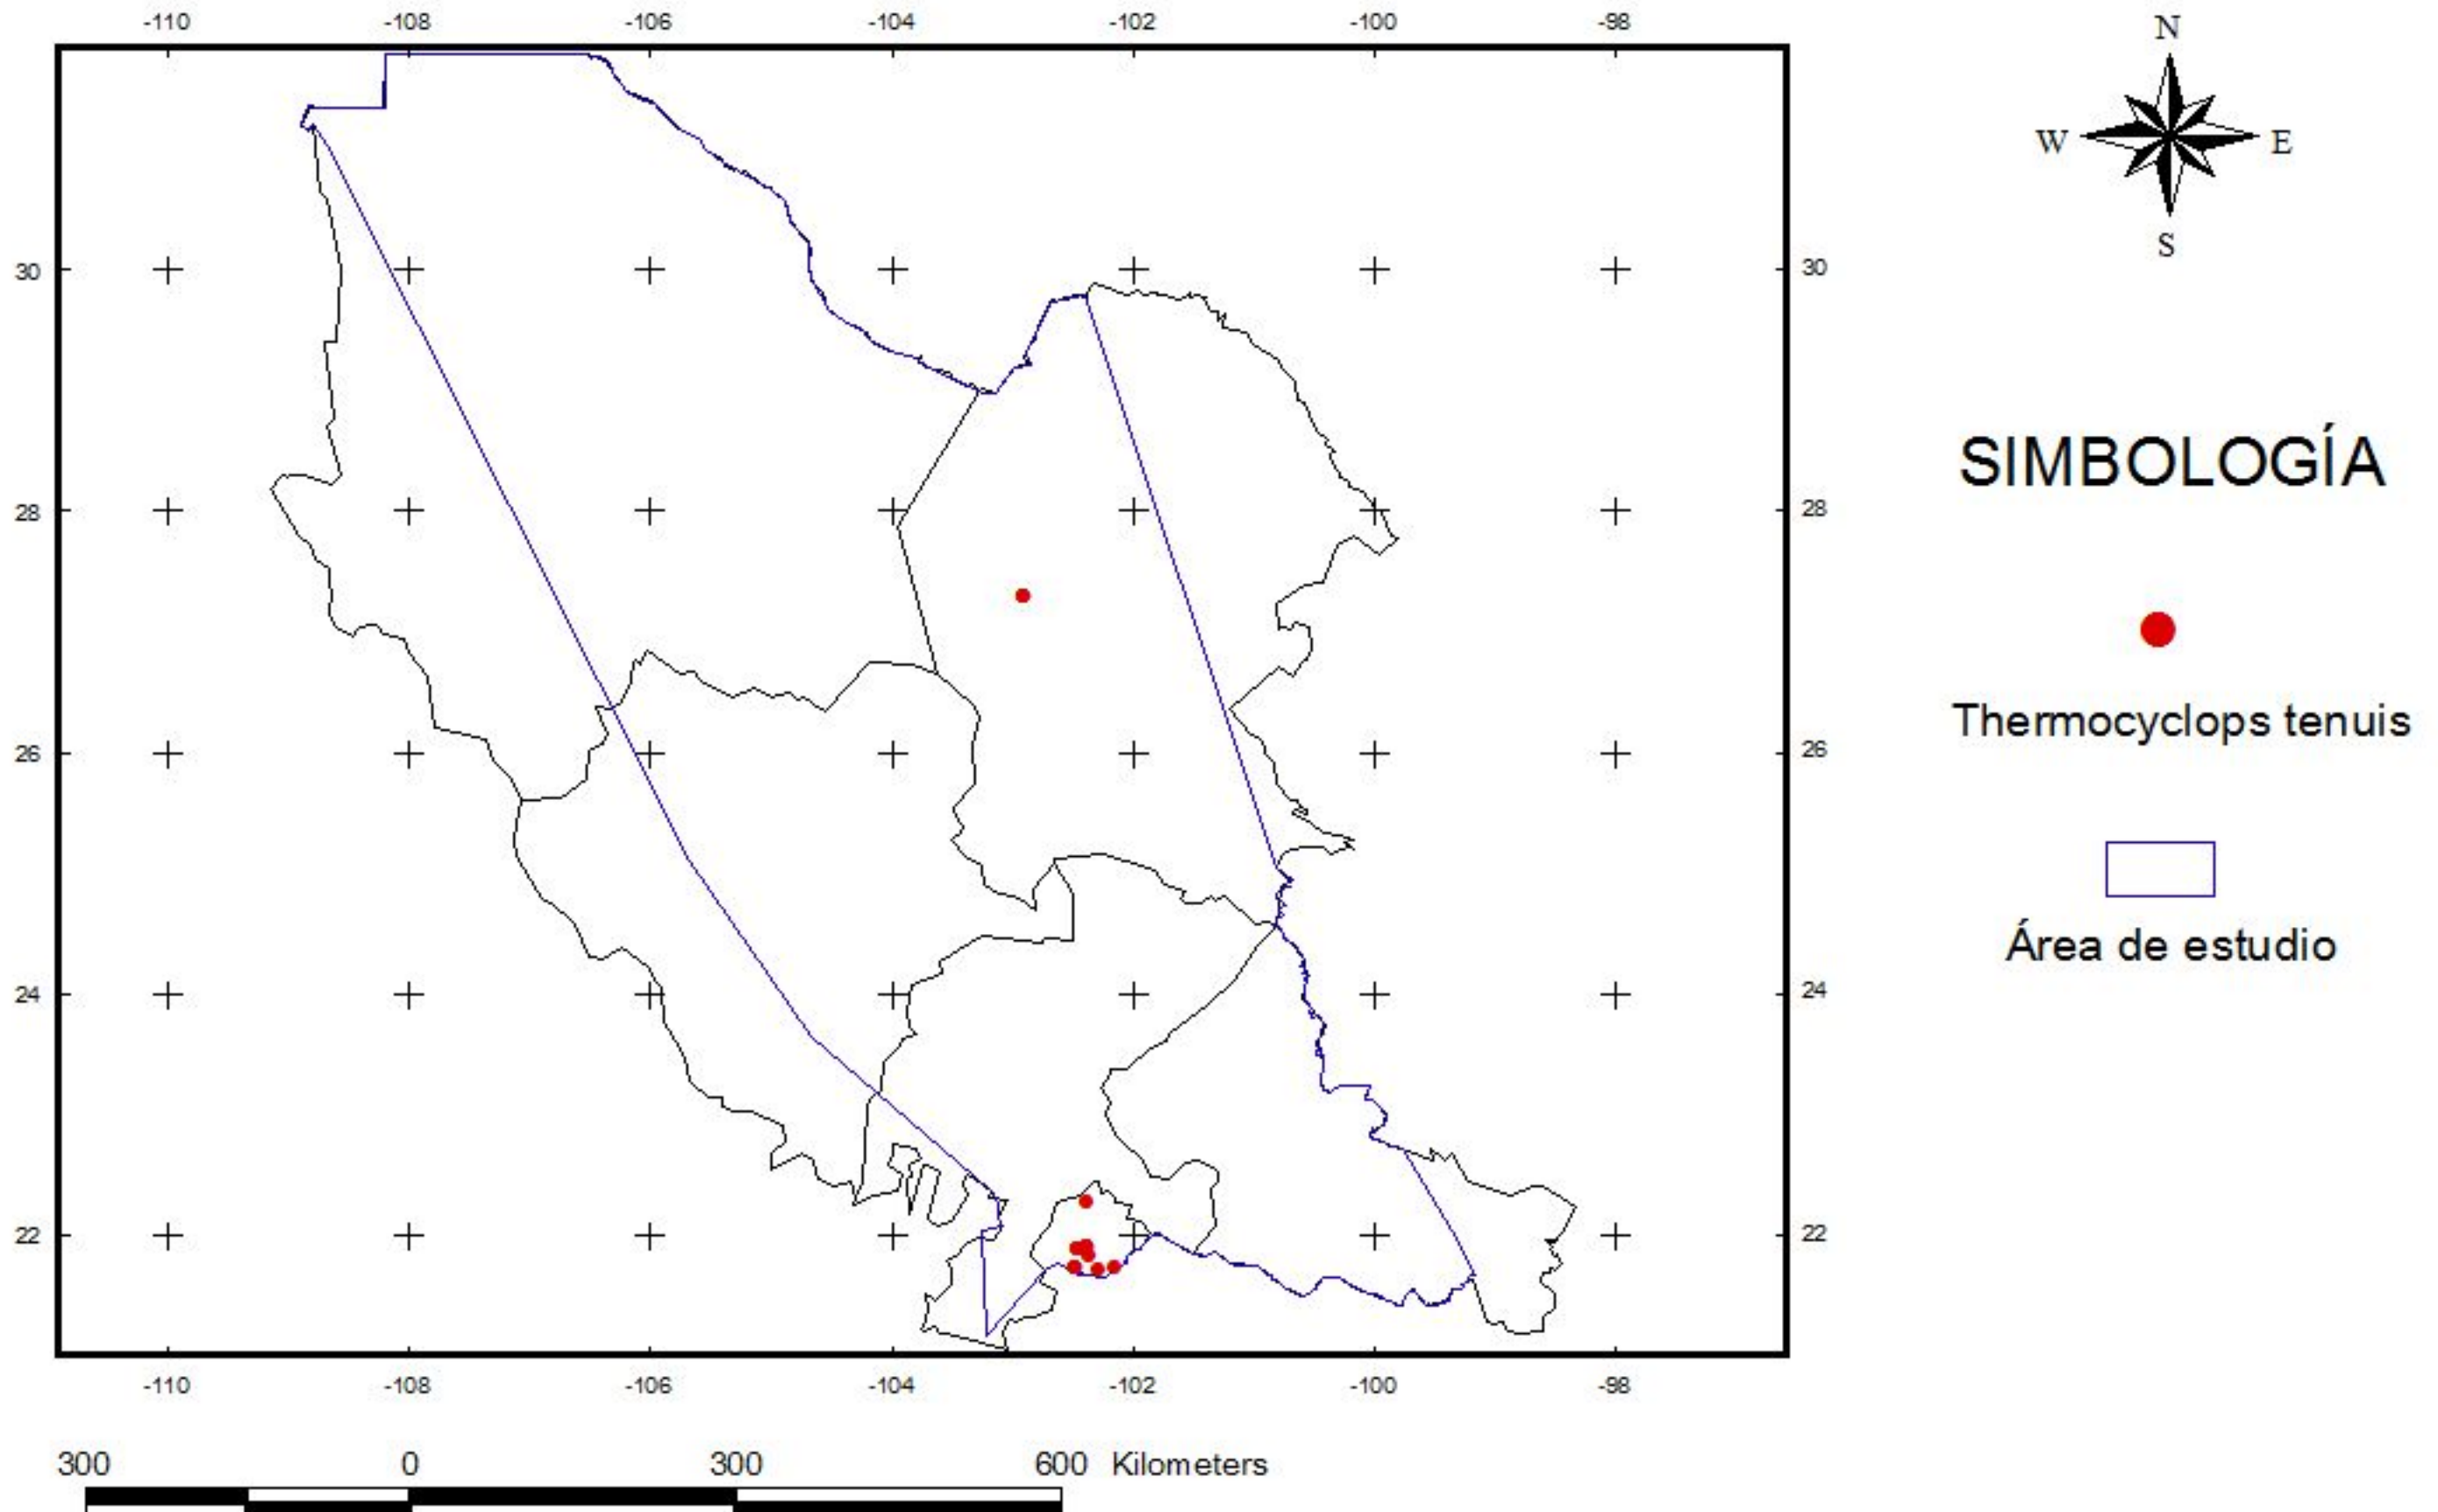 -110 -108 -106 -104 -102 -100 -98
N
W E
S
30 30
28 28
26 26
24 24
22 22
-110 -108 -106 -104 -102 -100 -98
SIMBOLOGÍA
Thermocyclops tenuis
Área de estudio
300 0 300 600 Kilometers